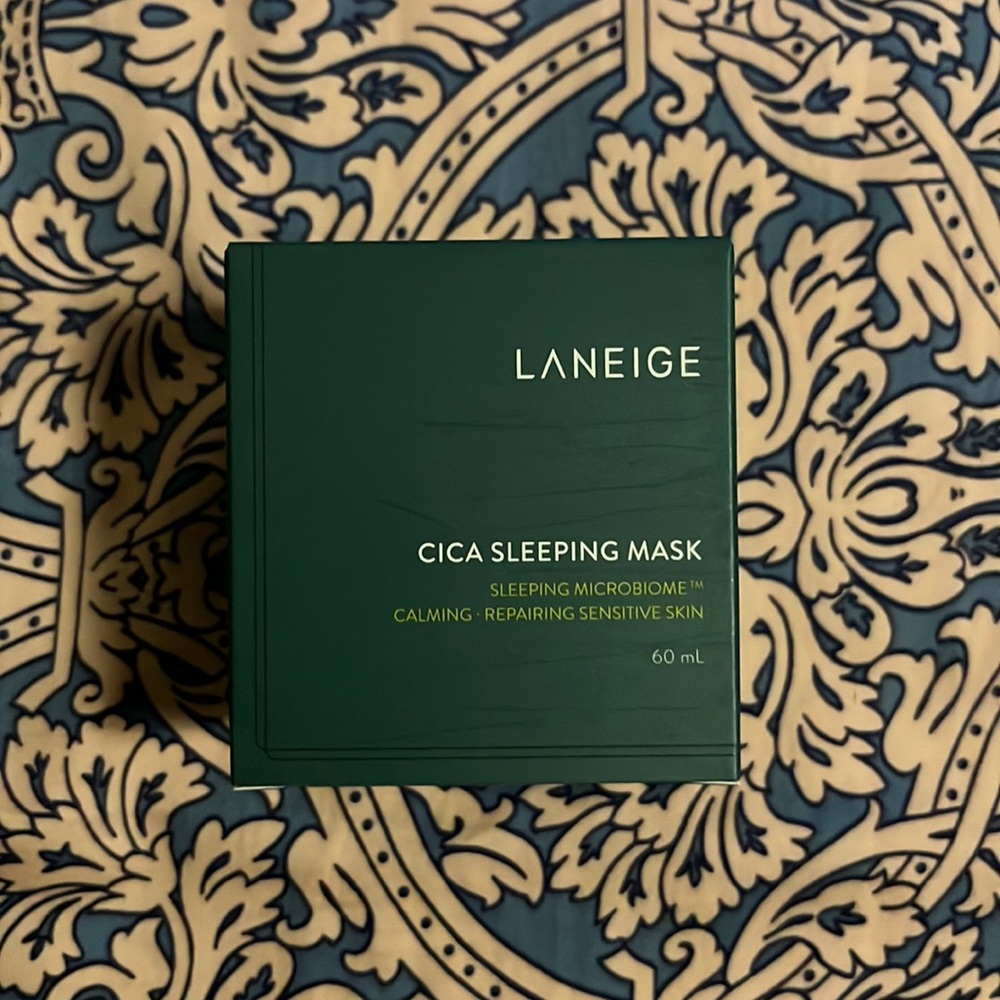 LANEIGE
CICA SLEEPING MASK
SLEEPING MICROBIOME™
CALMING · REPAIRING SENSITIVE SKIN
60 mL